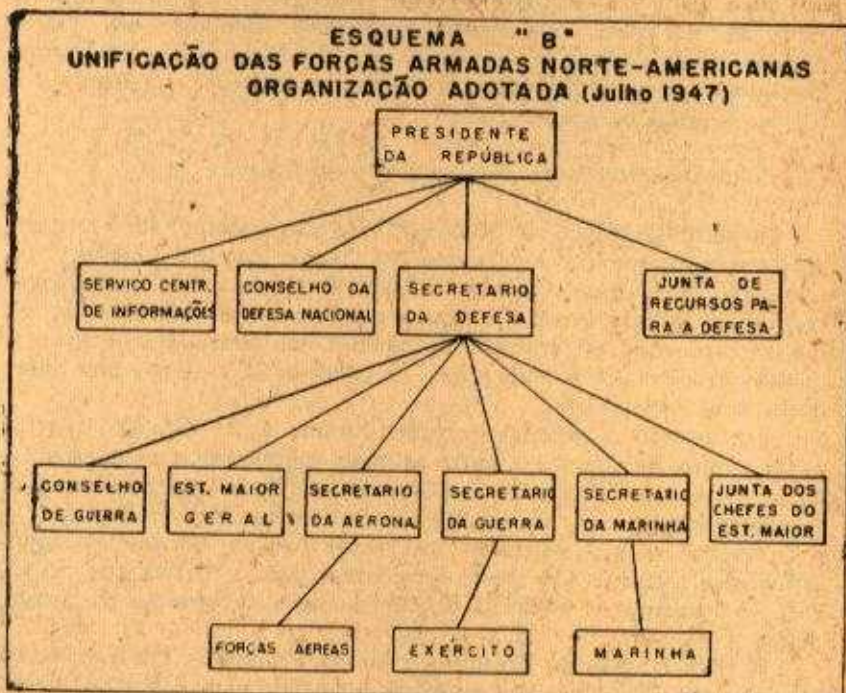 ESQUEMA "B"
UNIFICAÇÃO DAS FORÇAS ARMADAS NORTE-AMERICANAS
ORGANIZAÇÃO ADOTADA (Julho 1947)
PRESIDENTE
DA REPÚBLICA
SERVICO CENTR.
DE INFORMAÇÕES
CONSELHO DA
DEFESA NACIONAL
SECRETARIO
DA DEFESA
JUNTA DE
RECURSOS PA-
RA A DEFESA
CONSELHO
DE GUERRA
EST. MAIOR
GERAL
SECRETARIO
DA AERONA.
SECRETARIO
DA GUERRA
SECRETARIO
DA MARINHA
JUNTA DOS
CHEFES DO
EST. MAIOR
FORÇAS AEREAS
EXÉRCITO
MARINHA